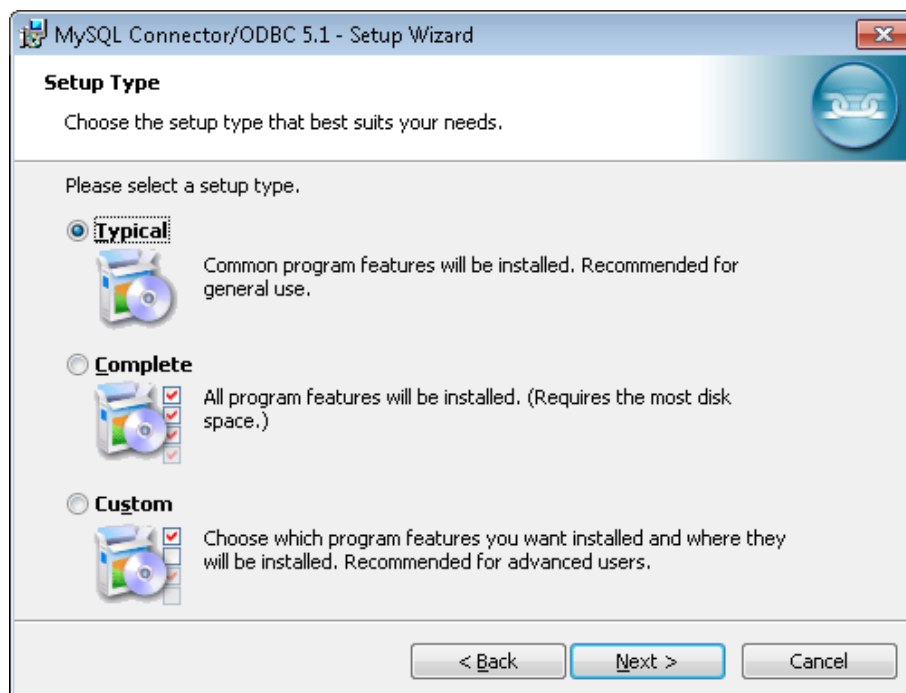 MySQL Connector/ODBC 5.1 - Setup Wizard
Setup Type
Choose the setup type that best suits your needs.
Please select a setup type.
Typical
Common program features will be installed. Recommended for
general use.
Complete
All program features will be installed. (Requires the most disk
space.)
Custom
Choose which program features you want installed and where they
will be installed. Recommended for advanced users.
< Back
Next >
Cancel